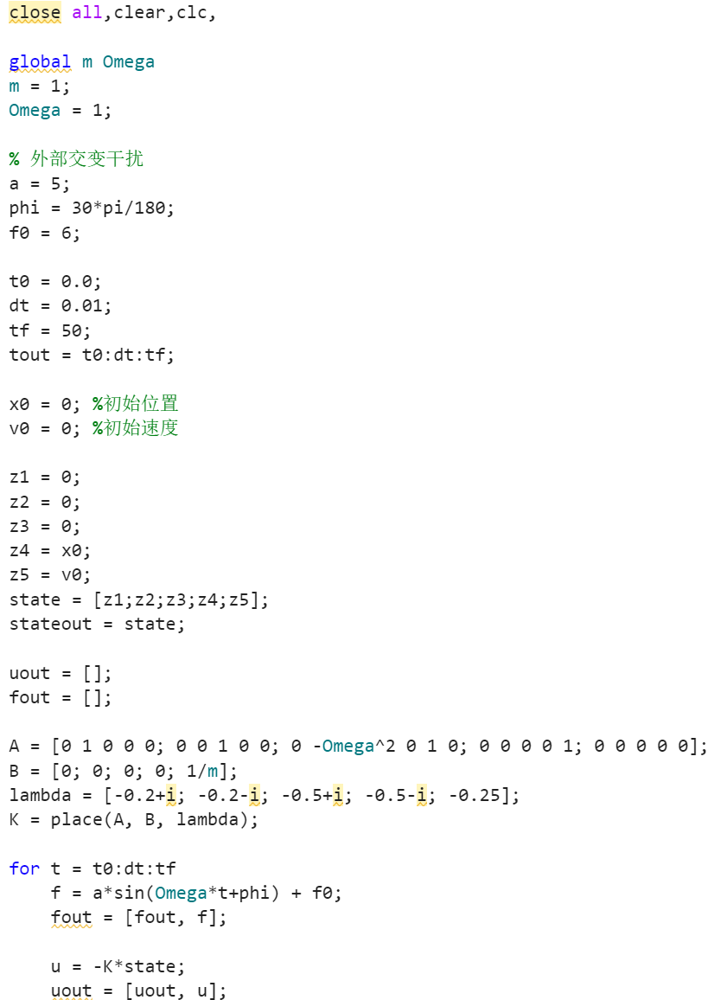 close all,clear,clc,
global m Omega
m = 1;
Omega = 1;
% 外部交变干扰
a = 5;
phi = 30*pi/180;
f0 = 6;
t0 = 0.0;
dt = 0.01;
tf = 50;
tout = t0:dt:tf;
x0 = 0; %初始位置
v0 = 0; %初始速度
z1 = 0;
z2 = 0;
z3 = 0;
z4 = x0;
z5 = v0;
state = [z1;z2;z3;z4;z5];
stateout = state;
uout = [];
fout = [];
A = [0 1 0 0 0; 0 0 1 0 0; 0 -Omega^2 0 1 0; 0 0 0 0 1; 0 0 0 0 0];
B = [0; 0; 0; 0; 1/m];
lambda = [-0.2+i; -0.2-i; -0.5+i; -0.5-i; -0.25];
K = place(A, B, lambda);
for t = t0:dt:tf
    f = a*sin(Omega*t+phi) + f0;
    fout = [fout, f];
    u = -K*state;
    uout = [uout, u];